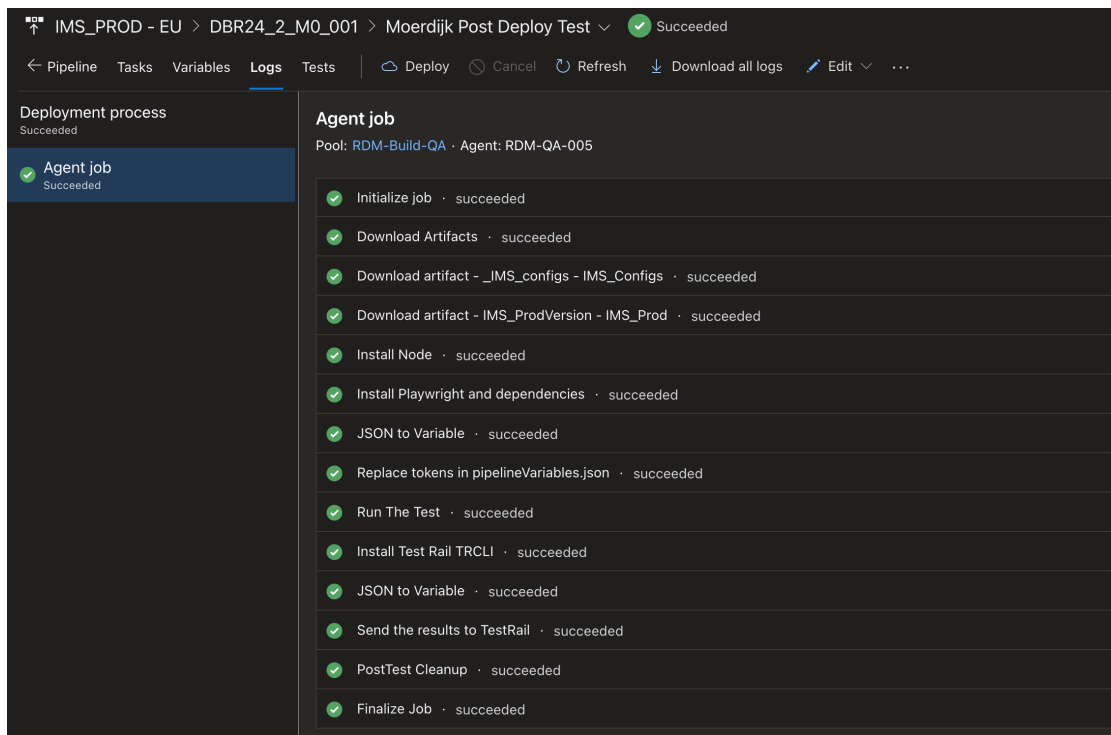 IMS_PROD - EU > DBR24_2_M0_001 > Moerdijk Post Deploy Test Succeeded
← Pipeline Tasks Variables Logs Tests Deploy Cancel Refresh Download all logs Edit ...
Deployment process
Succeeded
Agent job
Succeeded
Agent job
Pool: RDM-Build-QA · Agent: RDM-QA-005
Initialize job · succeeded
Download Artifacts · succeeded
Download artifact - _IMS_configs - IMS_Configs · succeeded
Download artifact - IMS_ProdVersion - IMS_Prod · succeeded
Install Node · succeeded
Install Playwright and dependencies · succeeded
JSON to Variable · succeeded
Replace tokens in pipelineVariables.json · succeeded
Run The Test · succeeded
Install Test Rail TRCLI · succeeded
JSON to Variable · succeeded
Send the results to TestRail · succeeded
PostTest Cleanup · succeeded
Finalize Job · succeeded